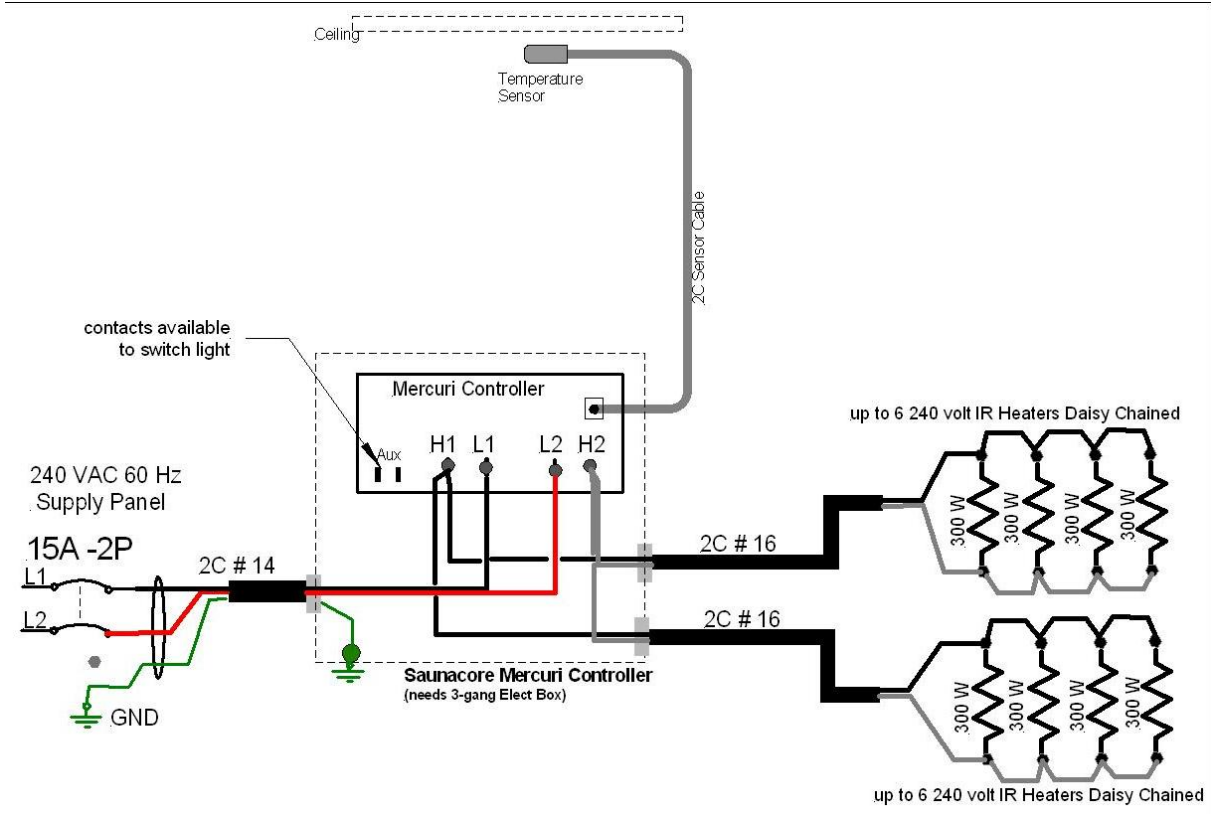 Ceiling
Temperature
Sensor
2C Sensor Cable
contacts available
to switch light
Mercuri Controller
Aux
H1 L1 L2 H2
240 VAC 60 Hz
Supply Panel
15A -2P
L1
L2
2C # 14
GND
Saunacore Mercuri Controller
(needs 3-gang Elect Box)
2C # 16
2C # 16
up to 6 240 volt IR Heaters Daisy Chained
300 W
300 W
300 W
300 W
300 W
300 W
300 W
300 W
up to 6 240 volt IR Heaters Daisy Chained